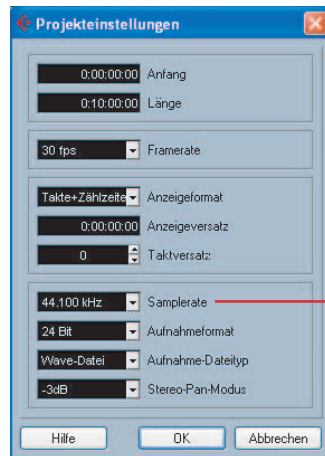 Projekteinstellungen
0:00:00:00 Anfang
0:10:00:00 Länge
30 fps Framerate
Takte+Zählzeite Anzeigeformat
0:00:00:00 Anzeigeversatz
0 Taktversatz
44.100 kHz Samplerate
24 Bit Aufnahmeformat
Wave-Datei Aufnahme-Dateityp
-3dB Stereo-Pan-Modus
Hilfe OK Abbrechen